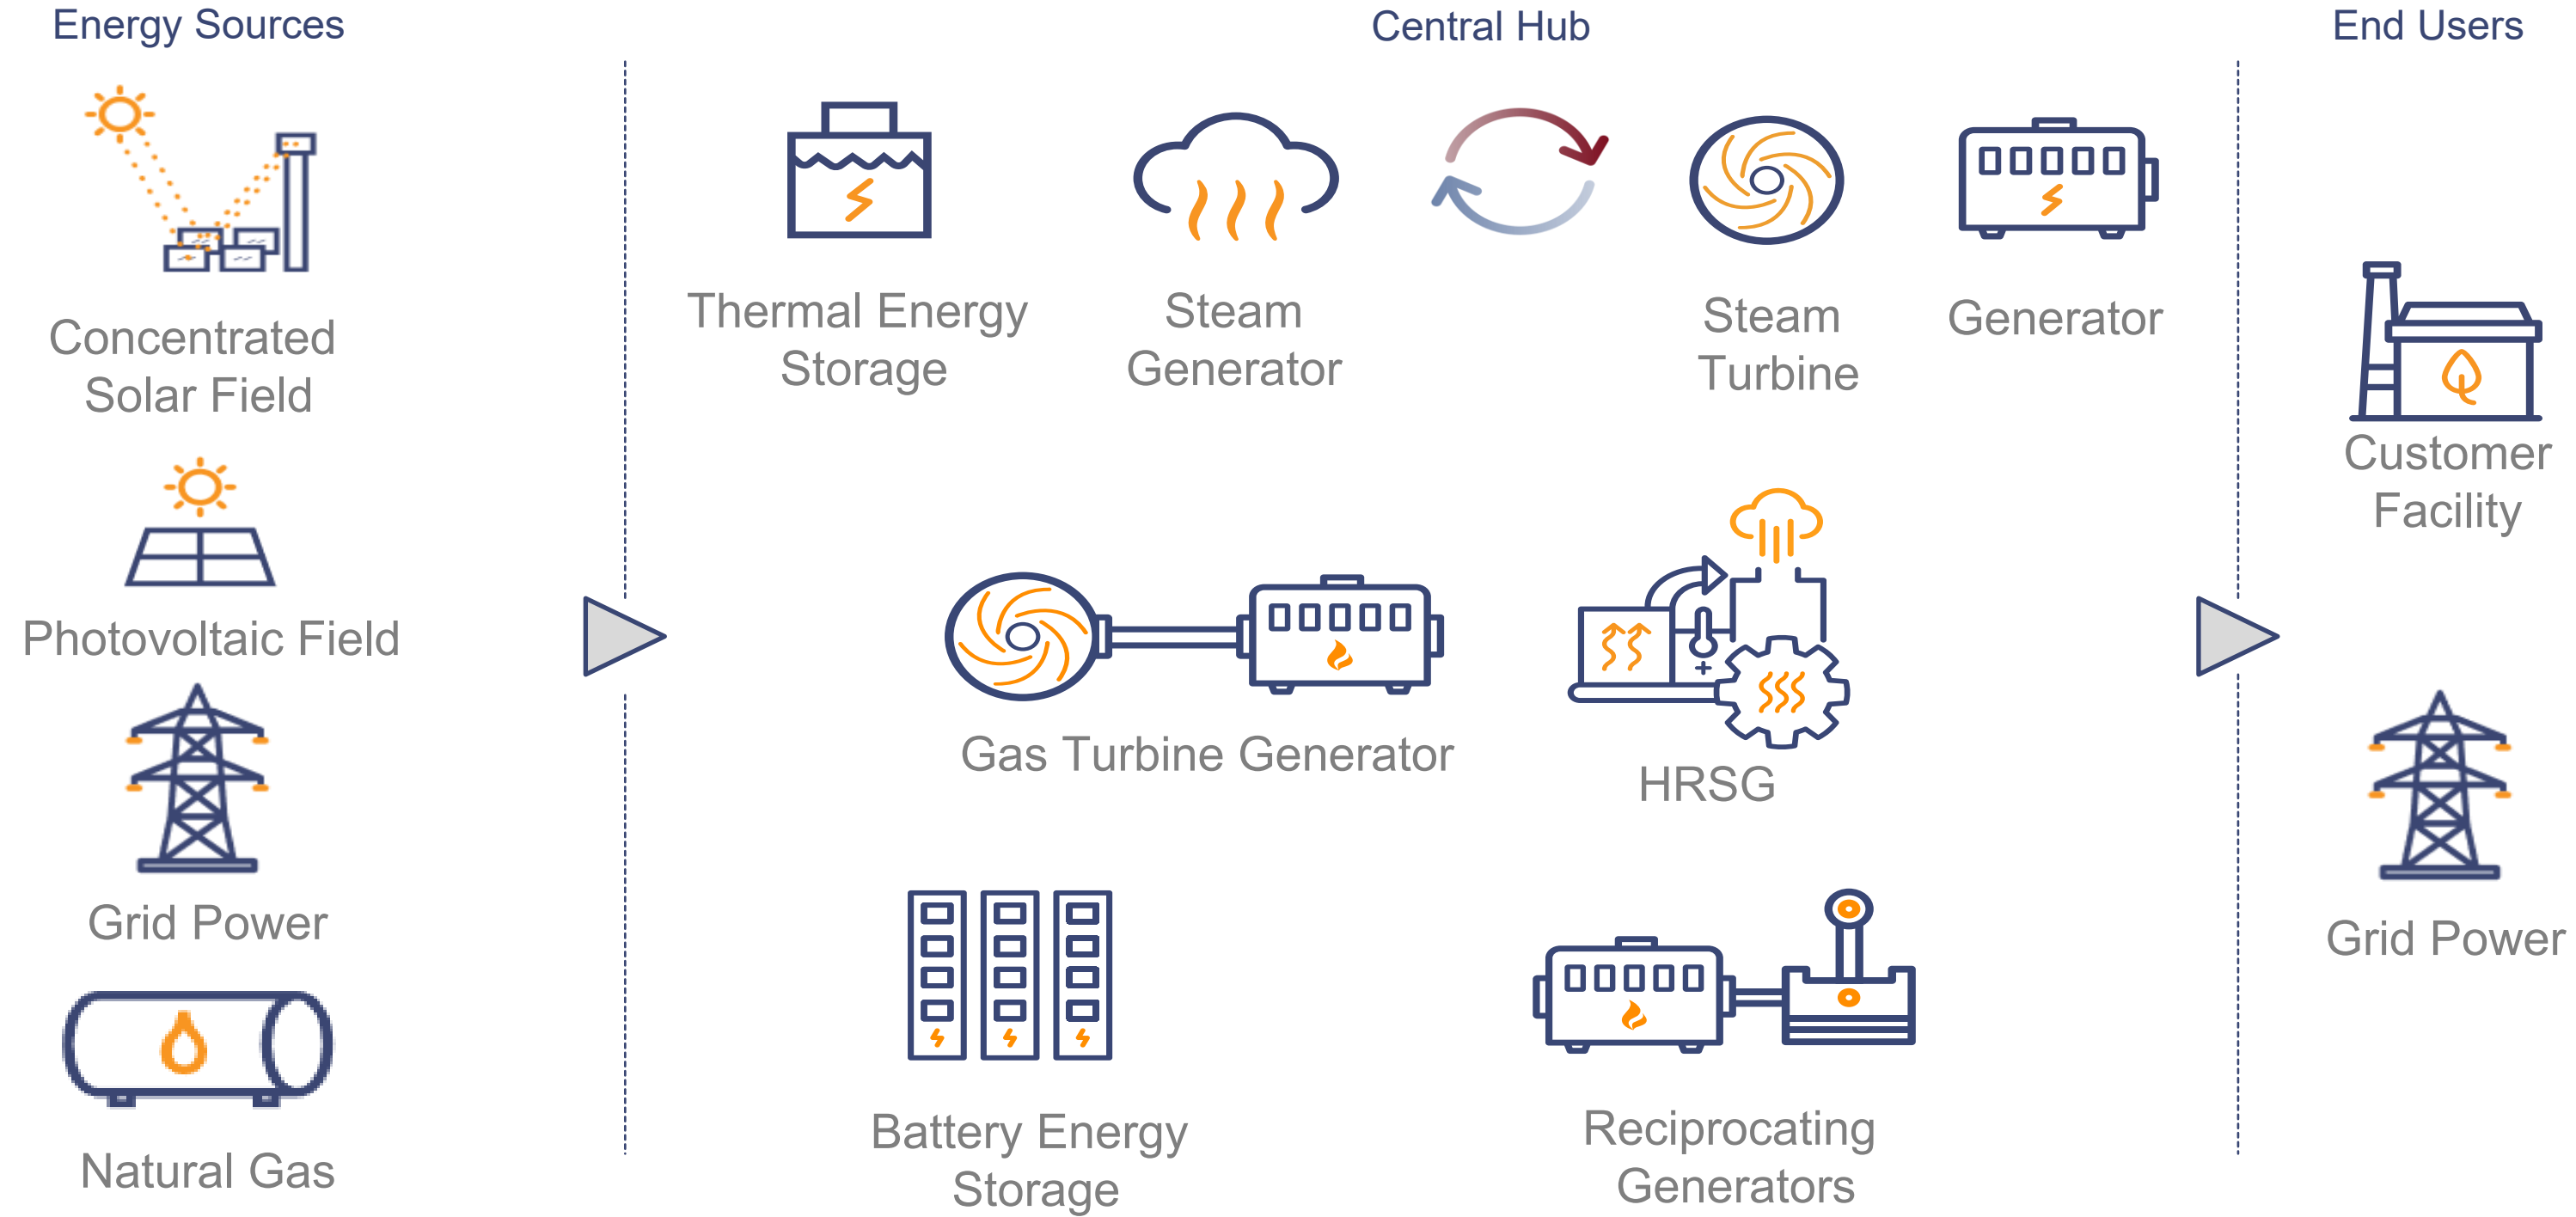 Energy Sources
Central Hub
End Users
Concentrated
Solar Field
Photovoltaic Field
Grid Power
Natural Gas
Thermal Energy
Storage
Steam
Generator
Steam
Turbine
Generator
Gas Turbine Generator
HRSG
Battery Energy
Storage
Reciprocating
Generators
Customer
Facility
Grid Power